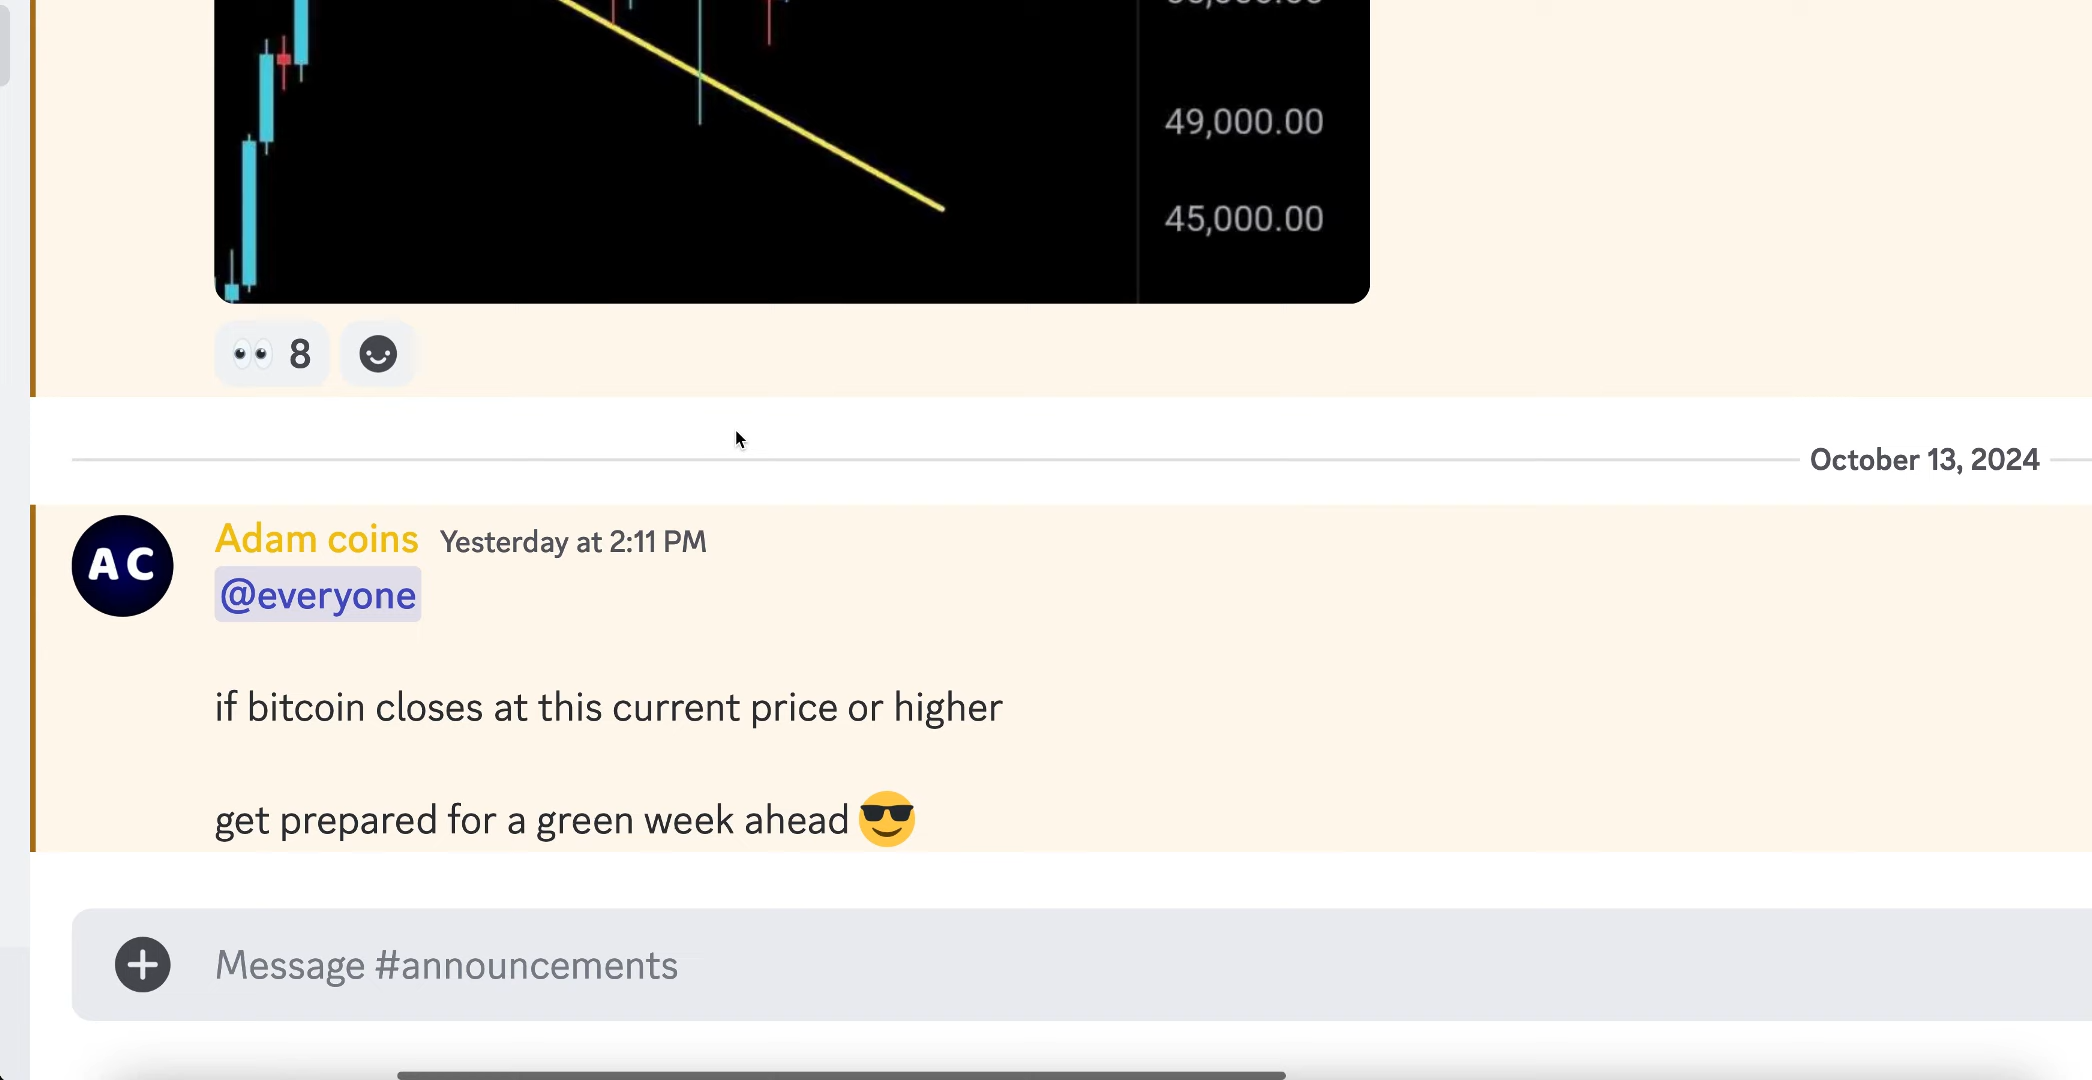 49,000.00
45,000.00
8
October 13, 2024
AC
Adam coins Yesterday at 2:11 PM
@everyone
if bitcoin closes at this current price or higher
get prepared for a green week ahead 😎
Message #announcements